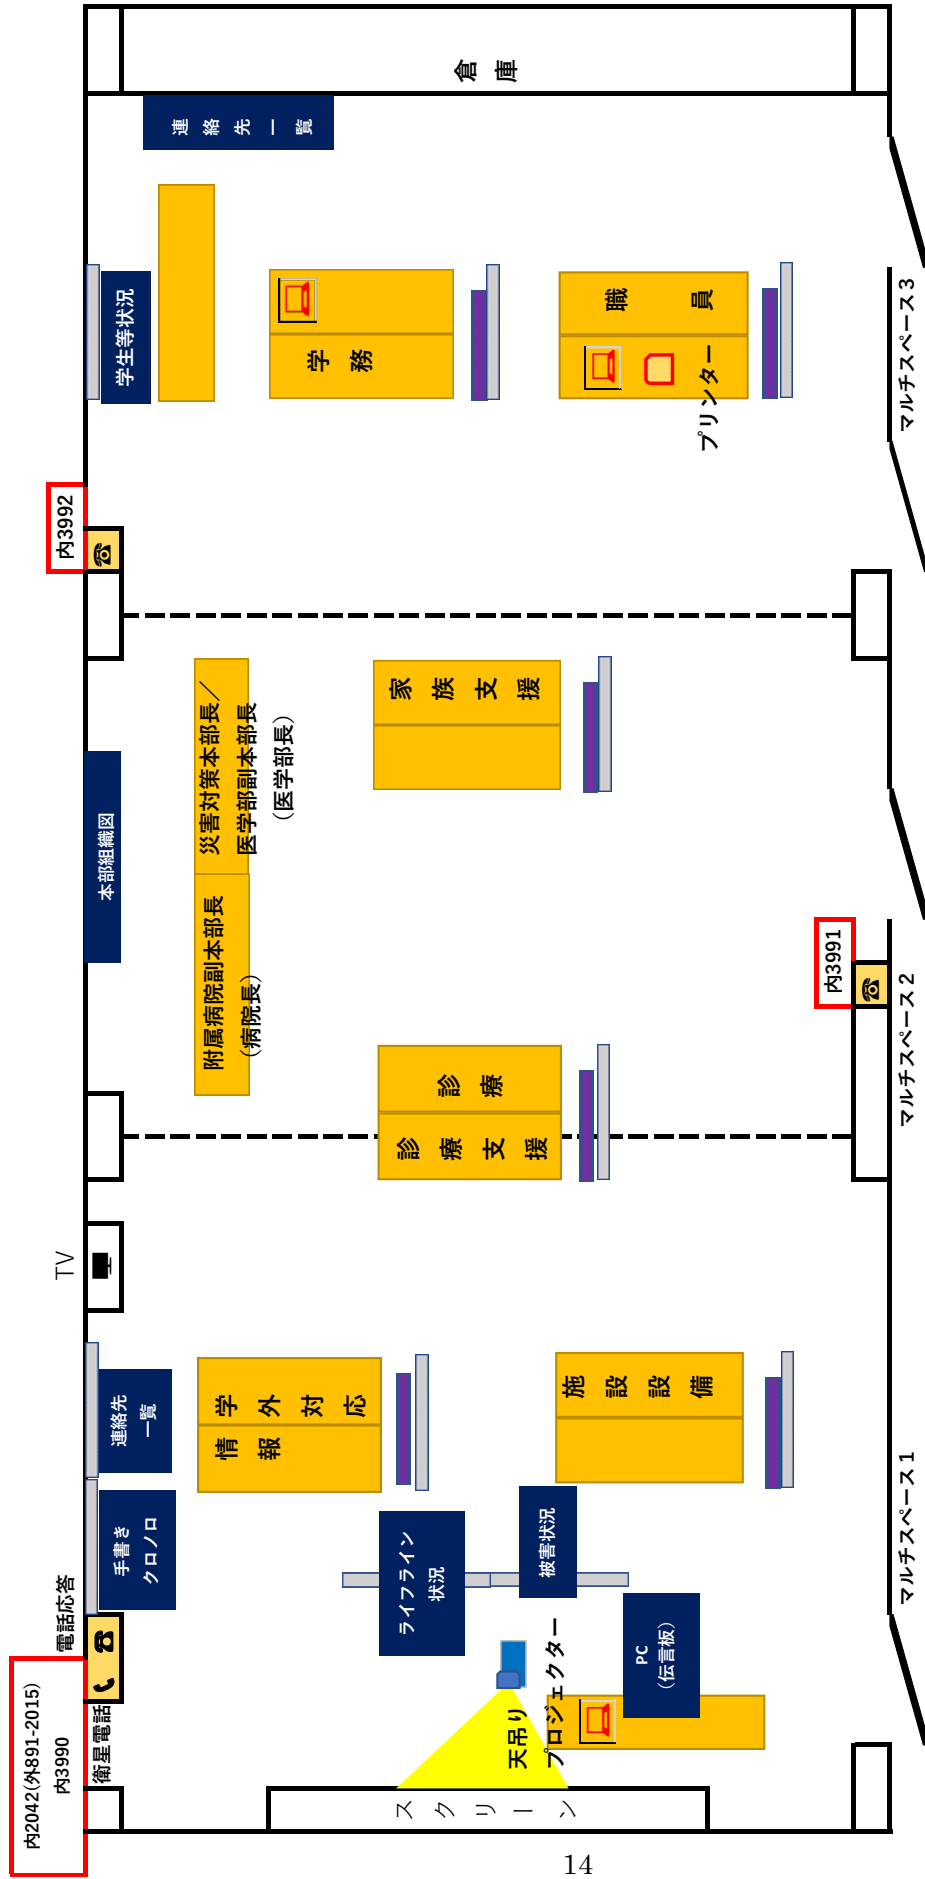 倉庫
連絡先一覧
学生等状況
学務
職員
プリンター
マルチスペース3
内3992
家族支援
災害対策本部長／
医学部副本部長
（医学部長）
本部組織図
附属病院副本部長
（病院長）
内3991
マルチスペース2
診療
診療支援
TV
連絡先
一覧
学外対応
情報
施設設備
手書き
クロノロ
ライフライン
状況
被害状況
マルチスペース1
電話応答
PC
（伝言板）
天吊り
プロジェクター
内2042(外891-2015)
内3990
衛星電話
スクリーン
14